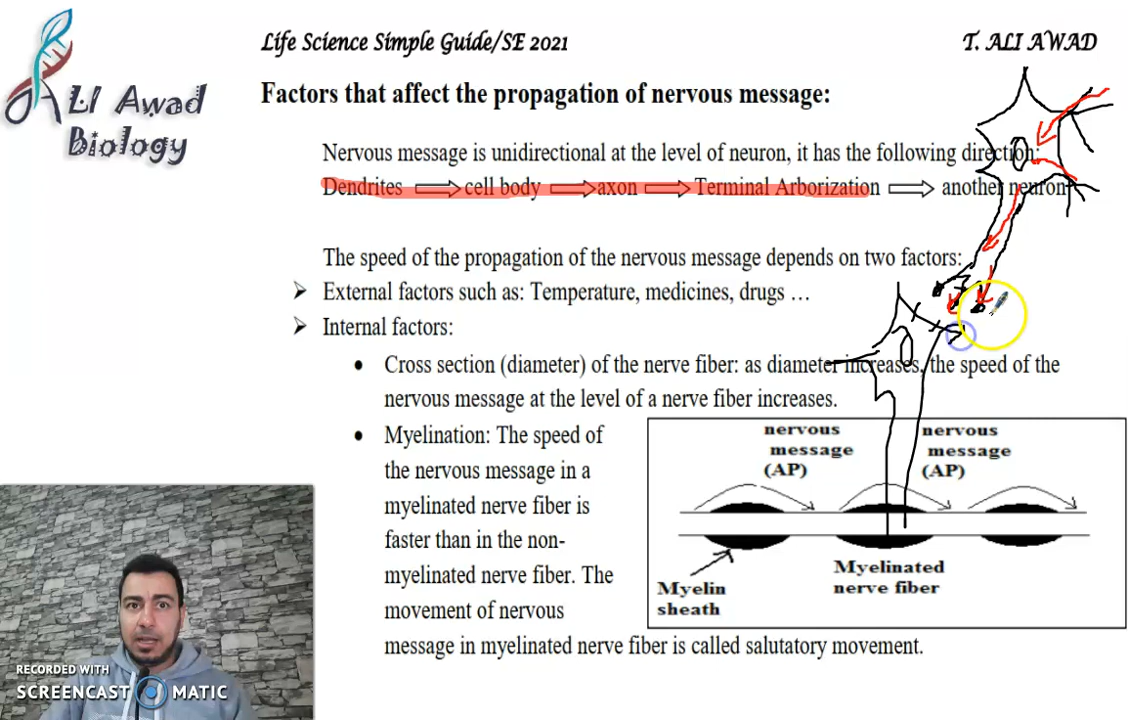 Life Science Simple Guide/SE 2021
T. ALI AWAD
ALI Awad
Biology
Factors that affect the propagation of nervous message:
Nervous message is unidirectional at the level of neuron, it has the following direction:
Dendrites ⇨ cell body ⇨ axon ⇨ Terminal Arborization ⇨ another neuron
The speed of the propagation of the nervous message depends on two factors:
➢ External factors such as: Temperature, medicines, drugs …
➢ Internal factors:
• Cross section (diameter) of the nerve fiber: as diameter increases, the speed of the
nervous message at the level of a nerve fiber increases.
• Myelination: The speed of
the nervous message in a
myelinated nerve fiber is
faster than in the non-
myelinated nerve fiber. The
movement of nervous
message in myelinated nerve fiber is called salutatory movement.
nervous
message
(AP)
nervous
message
(AP)
Myelin
sheath
Myelinated
nerve fiber
RECORDED WITH
SCREENCAST MATIC